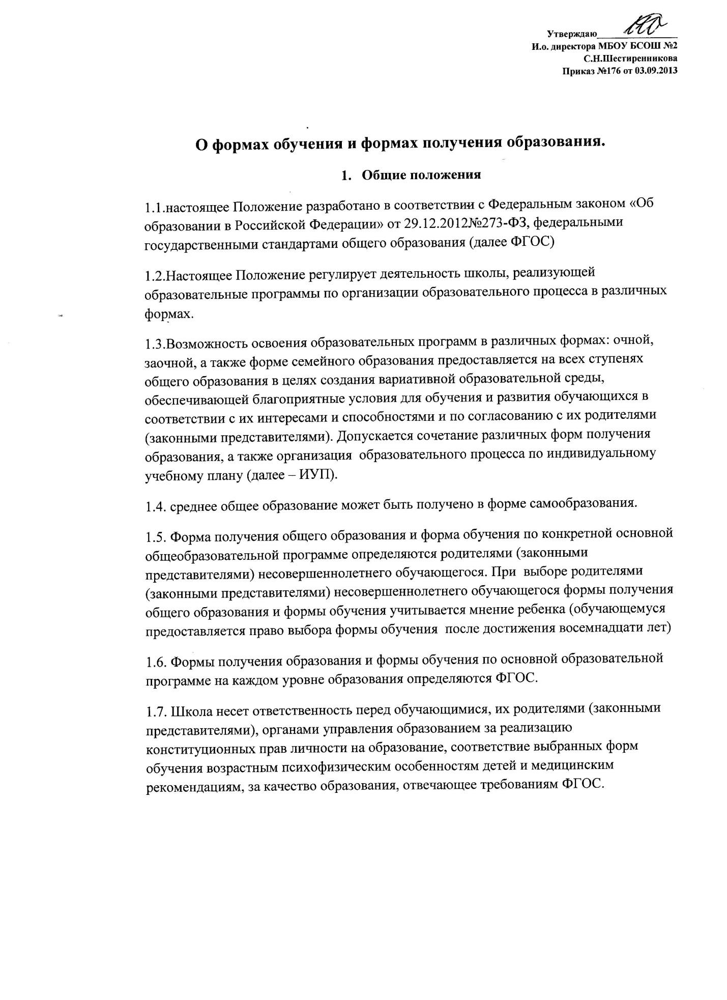 Утверждаю
И.о. директора МБОУ БСОШ №2
С.Н.Шестиренникова
Приказ №176 от 03.09.2013
О формах обучения и формах получения образования.
1. Общие положения
1.1.настоящее Положение разработано в соответствии с Федеральным законом «Об
образовании в Российской Федерации» от 29.12.2012№273-ФЗ, федеральными
государственными стандартами общего образования (далее ФГОС)
1.2.Настоящее Положение регулирует деятельность школы, реализующей
образовательные программы по организации образовательного процесса в различных
формах.
1.3.Возможность освоения образовательных программ в различных формах: очной,
заочной, а также форме семейного образования предоставляется на всех ступенях
общего образования в целях создания вариативной образовательной среды,
обеспечивающей благоприятные условия для обучения и развития обучающихся в
соответствии с их интересами и способностями и по согласованию с их родителями
(законными представителями). Допускается сочетание различных форм получения
образования, а также организация  образовательного процесса по индивидуальному
учебному плану (далее – ИУП).
1.4. среднее общее образование может быть получено в форме самообразования.
1.5. Форма получения общего образования и форма обучения по конкретной основной
общеобразовательной программе определяются родителями (законными
представителями) несовершеннолетнего обучающегося. При  выборе родителями
(законными представителями) несовершеннолетнего обучающегося формы получения
общего образования и формы обучения учитывается мнение ребенка (обучающемуся
предоставляется право выбора формы обучения  после достижения восемнадцати лет)
1.6. Формы получения образования и формы обучения по основной образовательной
программе на каждом уровне образования определяются ФГОС.
1.7. Школа несет ответственность перед обучающимися, их родителями (законными
представителями), органами управления образованием за реализацию
конституционных прав личности на образование, соответствие выбранных форм
обучения возрастным психофизическим особенностям детей и медицинским
рекомендациям, за качество образования, отвечающее требованиям ФГОС.